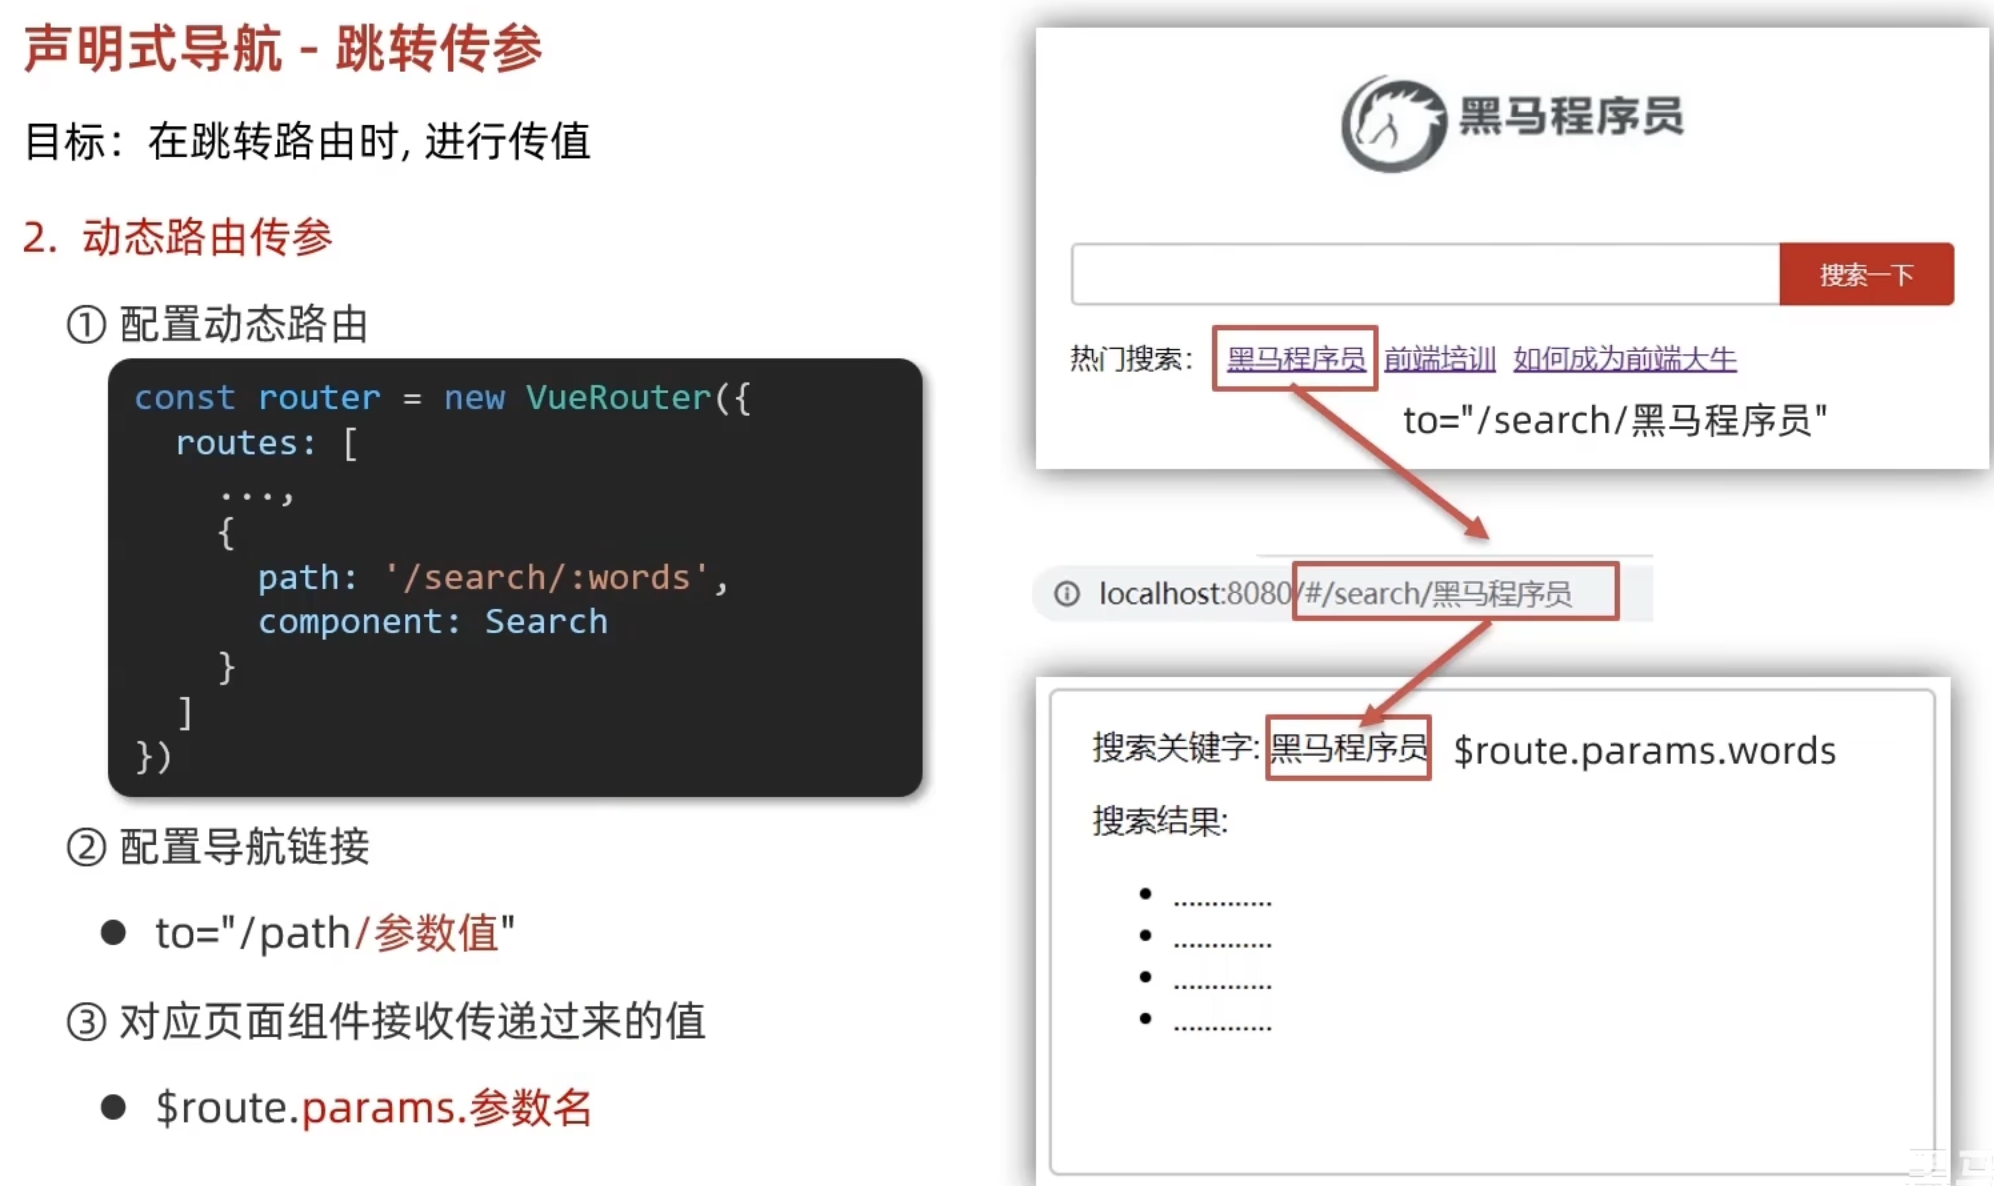 声明式导航 - 跳转传参
目标：在跳转路由时, 进行传值
2. 动态路由传参
① 配置动态路由
const router = new VueRouter({
  routes: [
    ...,
    {
      path: '/search/:words',
      component: Search
    }
  ]
})
② 配置导航链接
● to="/path/参数值"
③ 对应页面组件接收传递过来的值
● $route.params.参数名
黑马程序员
搜索一下
热门搜索： 黑马程序员 前端培训 如何成为前端大牛
to="/search/黑马程序员"
localhost:8080/#/search/黑马程序员
搜索关键字: 黑马程序员 $route.params.words
搜索结果:
• .............
• .............
• .............
• .............